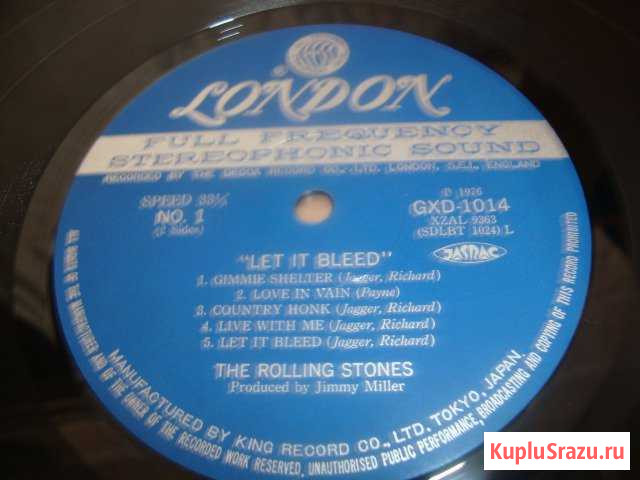 LONDON
FULL FREQUENCY
STEREOPHONIC SOUND
RECORDED BY THE DECCA RECORD CO., LTD. LONDON, S.E.I, ENGLAND
SPEED 33⅓
NO. 1
(2 Sides)
Ⓟ 1976
GXD-1014
XZAL 9363
(SDLBT 1024) L
JASRAC
"LET IT BLEED"
1. GIMMIE SHELTER (Jagger, Richard)
2. LOVE IN VAIN (Payne)
3. COUNTRY HONK (Jagger, Richard)
4. LIVE WITH ME (Jagger, Richard)
5. LET IT BLEED (Jagger, Richard)
THE ROLLING STONES
Produced by Jimmy Miller
MANUFACTURED BY KING RECORD CO., LTD. TOKYO, JAPAN.
ALL RIGHTS OF THE MANUFACTURER AND OF THE OWNER OF THE RECORDED WORK RESERVED, UNAUTHORISED PUBLIC PERFORMANCE, BROADCASTING AND COPYING OF THIS RECORD PROHIBITED
KupluSrazu.ru